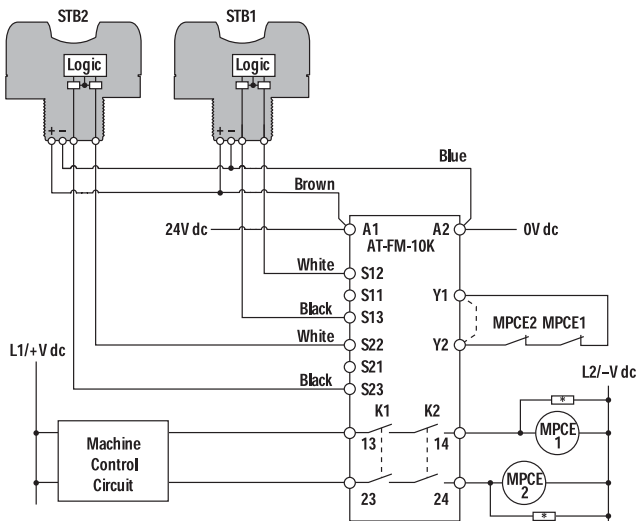 STB2 STB1
Logic Logic
+ − + −
Blue
Brown
24V dc A1 A2 0V dc
AT-FM-10K
White S12
S11 Y1
Black S13
MPCE2 MPCE1
White S22 Y2
L1/+V dc
S21
L2/−V dc
Black S23
*
K1 K2
13 14
MPCE
1
Machine
Control
Circuit
MPCE
2
23 24
*